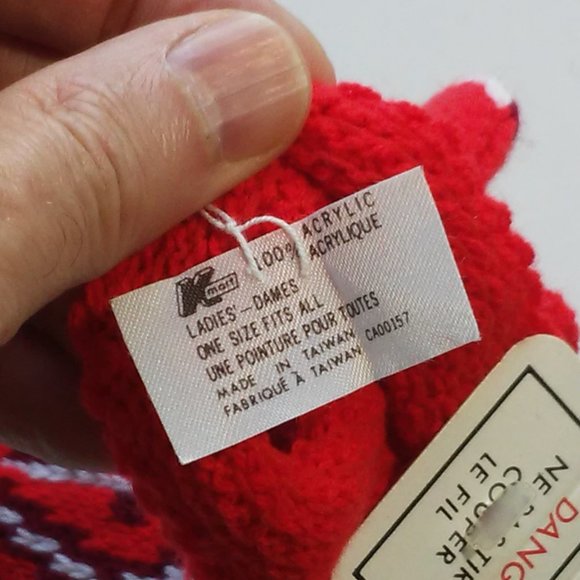 100% ACRYLIC
ACRYLIQUE
Kmart
LADIES'-DAMES
ONE SIZE FITS ALL
UNE POINTURE POUR TOUTES
MADE IN TAIWAN CA00157
FABRIQUÉ À TAIWAN
DANG
NE PAS TIR
COUPER
LE FIL